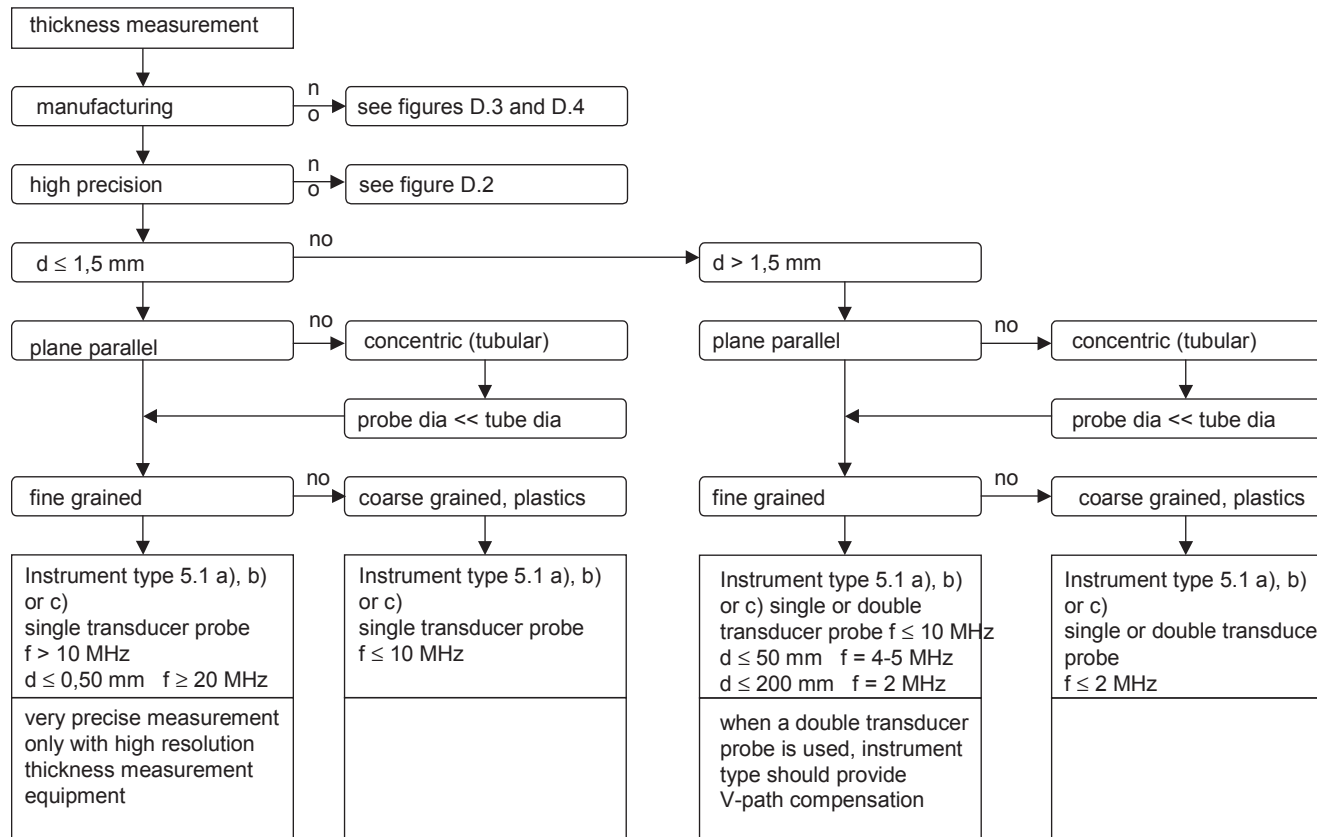 thickness measurement
manufacturing
n
o
see figures D.3 and D.4
high precision
n
o
see figure D.2
d ≤ 1,5 mm
no
d > 1,5 mm
plane parallel
no
concentric (tubular)
plane parallel
no
concentric (tubular)
probe dia << tube dia
probe dia << tube dia
fine grained
no
coarse grained, plastics
fine grained
no
coarse grained, plastics
Instrument type 5.1 a), b)
or c)
single transducer probe
f > 10 MHz
d ≤ 0,50 mm f ≥ 20 MHz
Instrument type 5.1 a), b)
or c)
single transducer probe
f ≤ 10 MHz
Instrument type 5.1 a), b)
or c) single or double
transducer probe f ≤ 10 MHz
d ≤ 50 mm f = 4-5 MHz
d ≤ 200 mm f = 2 MHz
Instrument type 5.1 a), b)
or c)
single or double transduce
probe
f ≤ 2 MHz
very precise measurement
only with high resolution
thickness measurement
equipment
when a double transducer
probe is used, instrument
type should provide
V-path compensation